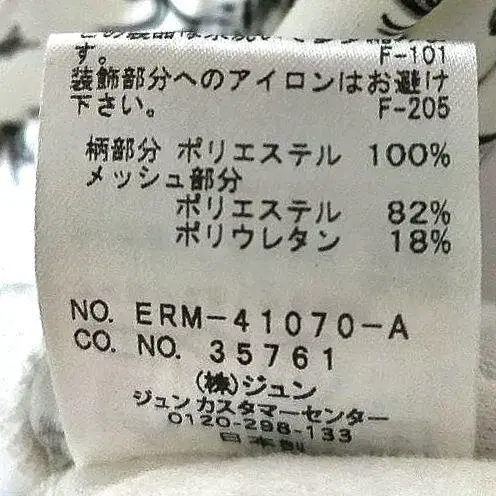 す。 F-101
装飾部分へのアイロンはお避け
下さい。 F-205
柄部分 ポリエステル 100%
メッシュ部分
ポリエステル 82%
ポリウレタン 18%
NO. ERM-41070-A
CO. NO. 35761
(株)ジュン
ジュンカスタマーセンター
0120-298-133
日本製